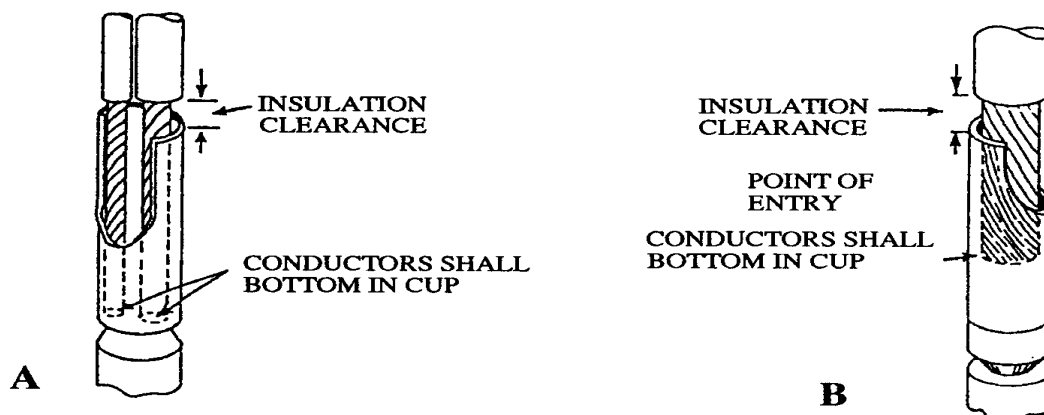 INSULATION
CLEARANCE
CONDUCTORS SHALL
BOTTOM IN CUP
A
INSULATION
CLEARANCE
POINT OF
ENTRY
CONDUCTORS SHALL
BOTTOM IN CUP
B